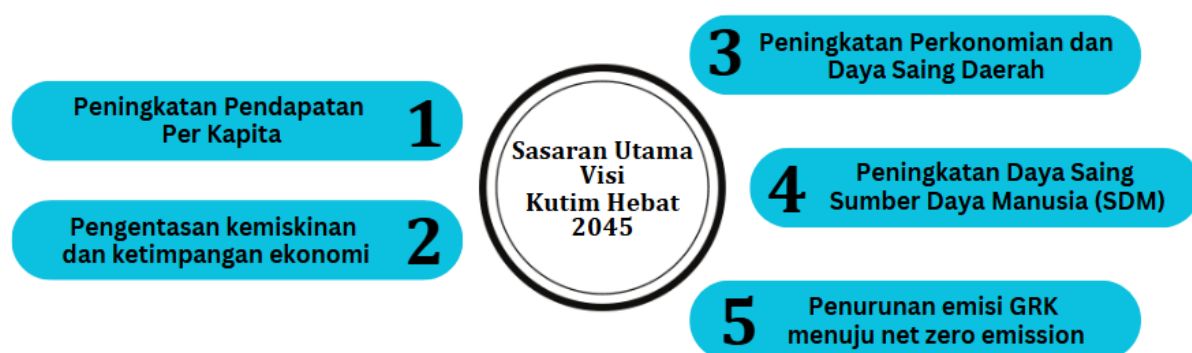 1
Peningkatan Pendapatan
Per Kapita
2
Pengentasan kemiskinan
dan ketimpangan ekonomi
Sasaran Utama
Visi
Kutim Hebat
2045
3
Peningkatan Perkonomian dan
Daya Saing Daerah
4
Peningkatan Daya Saing
Sumber Daya Manusia (SDM)
5
Penurunan emisi GRK
menuju net zero emission